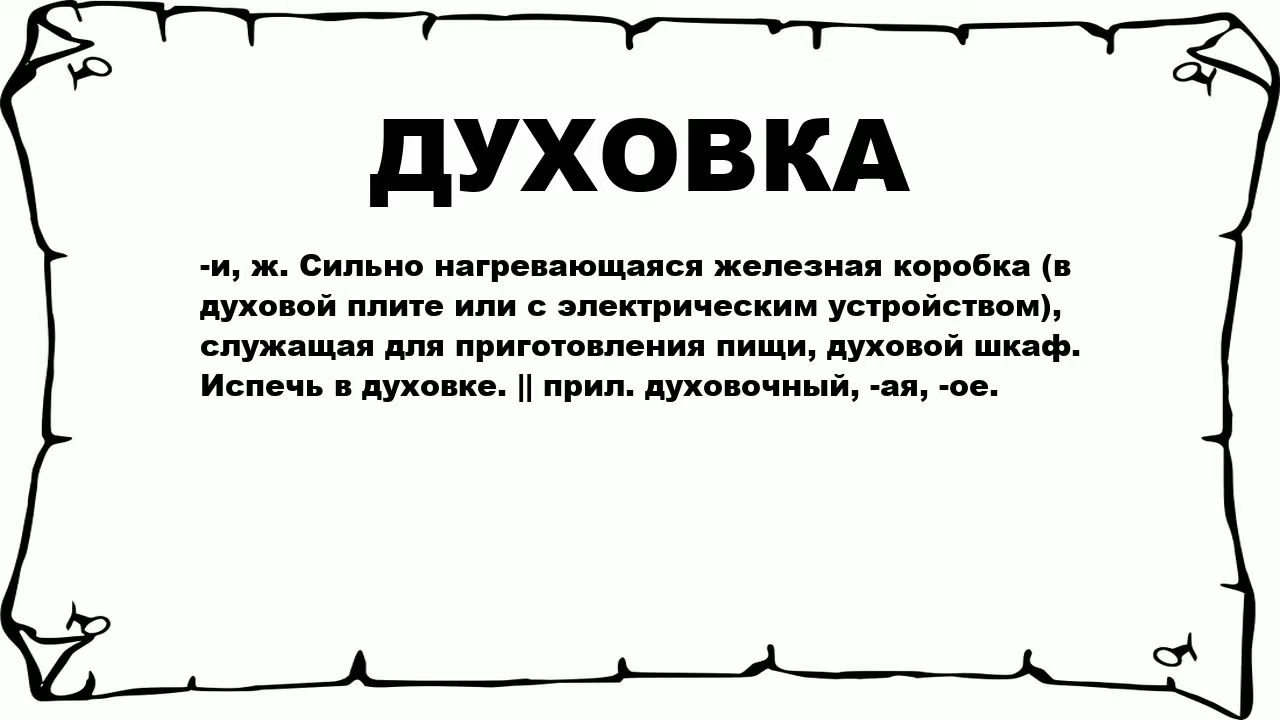 ДУХОВКА
-и, ж. Сильно нагревающаяся железная коробка (в
духовой плите или с электрическим устройством),
служащая для приготовления пищи, духовой шкаф.
Испечь в духовке. || прил. духовочный, -ая, -ое.